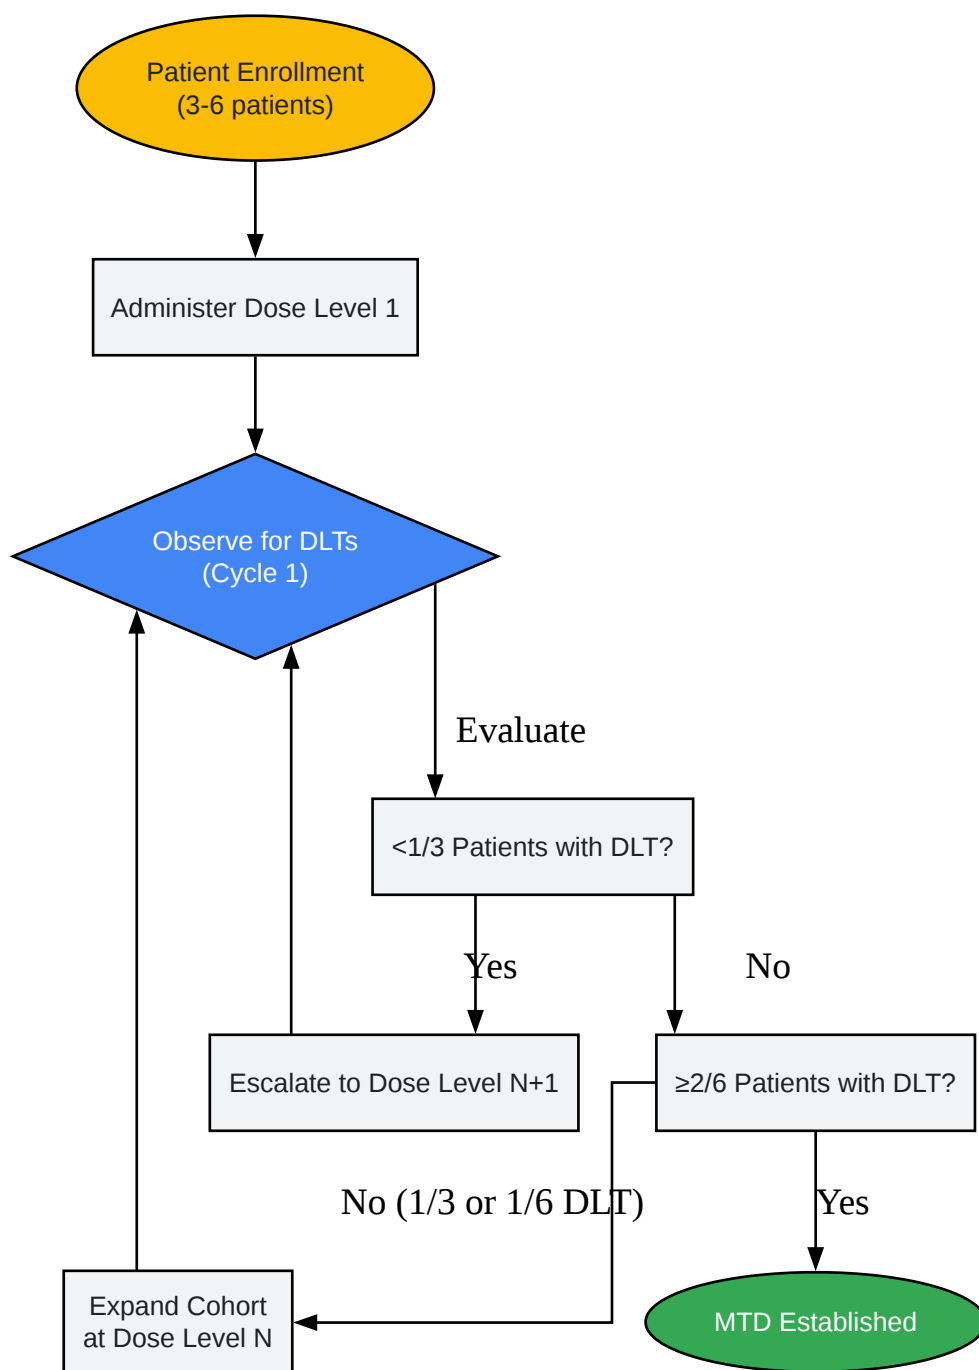 Patient Enrollment
(3-6 patients)
Administer Dose Level 1
Observe for DLTs
(Cycle 1)
Evaluate
<1/3 Patients with DLT?
Yes
No
Escalate to Dose Level N+1
≥2/6 Patients with DLT?
No (1/3 or 1/6 DLT)
Yes
Expand Cohort
at Dose Level N
MTD Established